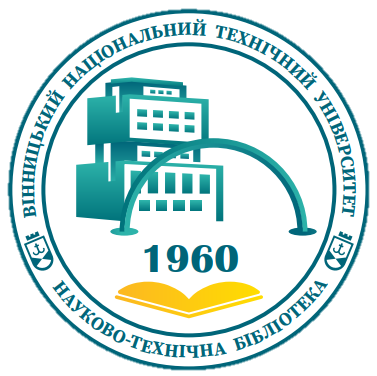 ВІННИЦЬКИЙ НАЦІОНАЛЬНИЙ ТЕХНІЧНИЙ УНІВЕРСИТЕТ
1960
НАУКОВО-ТЕХНІЧНА БІБЛІОТЕКА